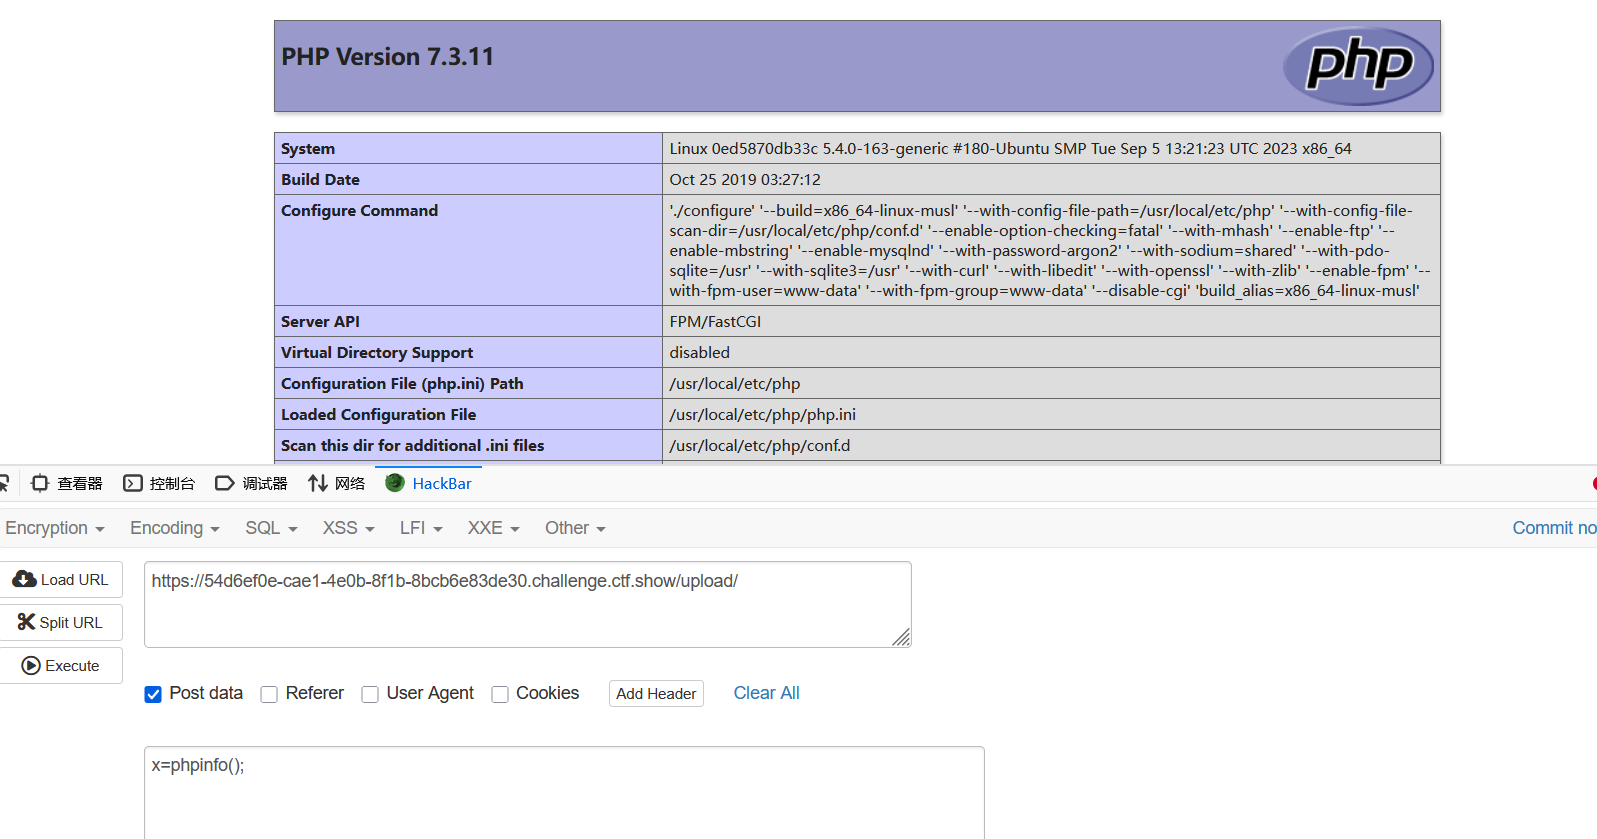 PHP Version 7.3.11
php
System Linux 0ed5870db33c 5.4.0-163-generic #180-Ubuntu SMP Tue Sep 5 13:21:23 UTC 2023 x86_64
Build Date Oct 25 2019 03:27:12
Configure Command './configure' '--build=x86_64-linux-musl' '--with-config-file-path=/usr/local/etc/php' '--with-config-file-
scan-dir=/usr/local/etc/php/conf.d' '--enable-option-checking=fatal' '--with-mhash' '--enable-ftp' '--
enable-mbstring' '--enable-mysqlnd' '--with-password-argon2' '--with-sodium=shared' '--with-pdo-
sqlite=/usr' '--with-sqlite3=/usr' '--with-curl' '--with-libedit' '--with-openssl' '--with-zlib' '--enable-fpm' '--
with-fpm-user=www-data' '--with-fpm-group=www-data' '--disable-cgi' 'build_alias=x86_64-linux-musl'
Server API FPM/FastCGI
Virtual Directory Support disabled
Configuration File (php.ini) Path /usr/local/etc/php
Loaded Configuration File /usr/local/etc/php/php.ini
Scan this dir for additional .ini files /usr/local/etc/php/conf.d
查看器 控制台 调试器 网络 HackBar
Encryption Encoding SQL XSS LFI XXE Other Commit no
Load URL https://54d6ef0e-cae1-4e0b-8f1b-8bcb6e83de30.challenge.ctf.show/upload/
Split URL
Execute
Post data Referer User Agent Cookies Add Header Clear All
x=phpinfo();